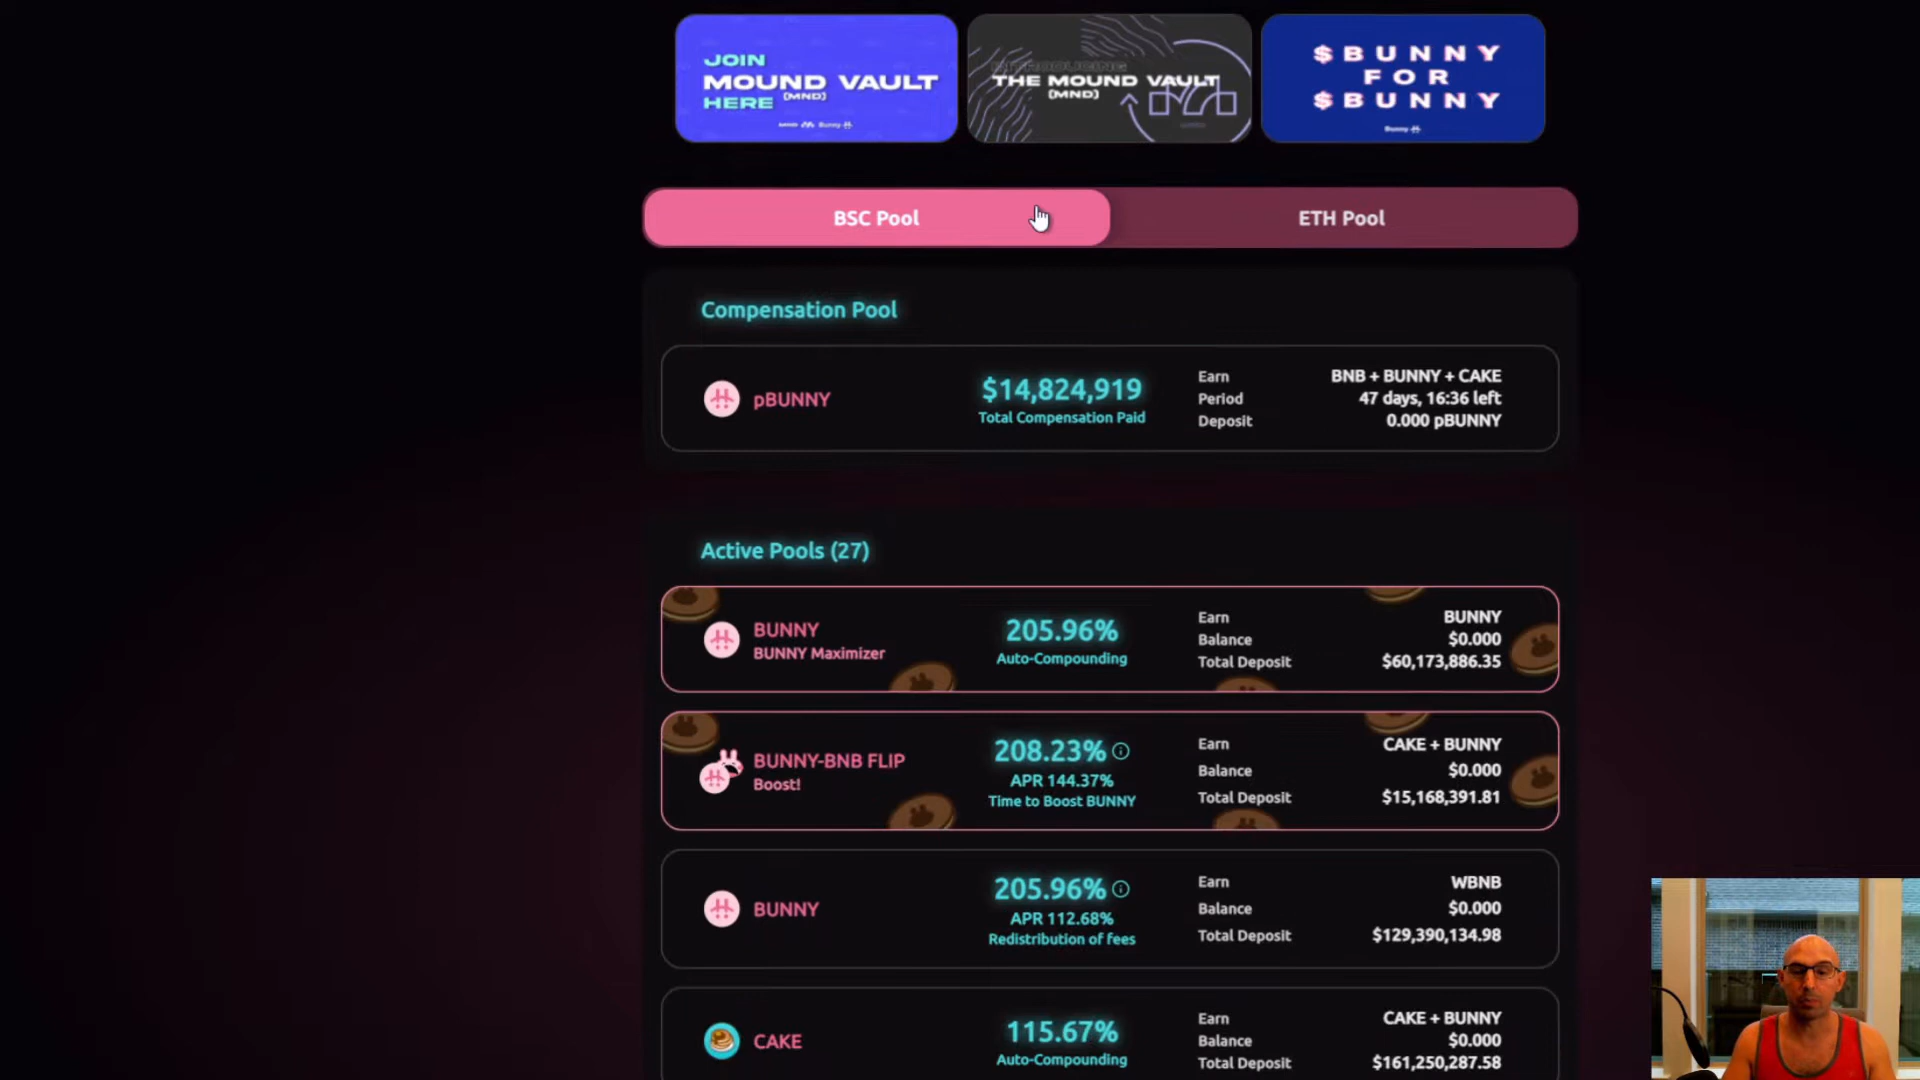 JOIN
MOUND VAULT
HERE (MND)
Bunny
THE MOUND VAULT
(MND)
$BUNNY
FOR
$BUNNY
Bunny
BSC Pool
ETH Pool
Compensation Pool
pBUNNY
$14,824,919
Total Compensation Paid
Earn BNB + BUNNY + CAKE
Period 47 days, 16:36 left
Deposit 0.000 pBUNNY
Active Pools (27)
BUNNY
BUNNY Maximizer
205.96%
Auto-Compounding
Earn BUNNY
Balance $0.000
Total Deposit $60,173,886.35
BUNNY-BNB FLIP
Boost!
208.23%
APR 144.37%
Time to Boost BUNNY
Earn CAKE + BUNNY
Balance $0.000
Total Deposit $15,168,391.81
BUNNY
205.96%
APR 112.68%
Redistribution of fees
Earn WBNB
Balance $0.000
Total Deposit $129,390,134.98
CAKE
115.67%
Auto-Compounding
Earn CAKE + BUNNY
Balance $0.000
Total Deposit $161,250,287.58